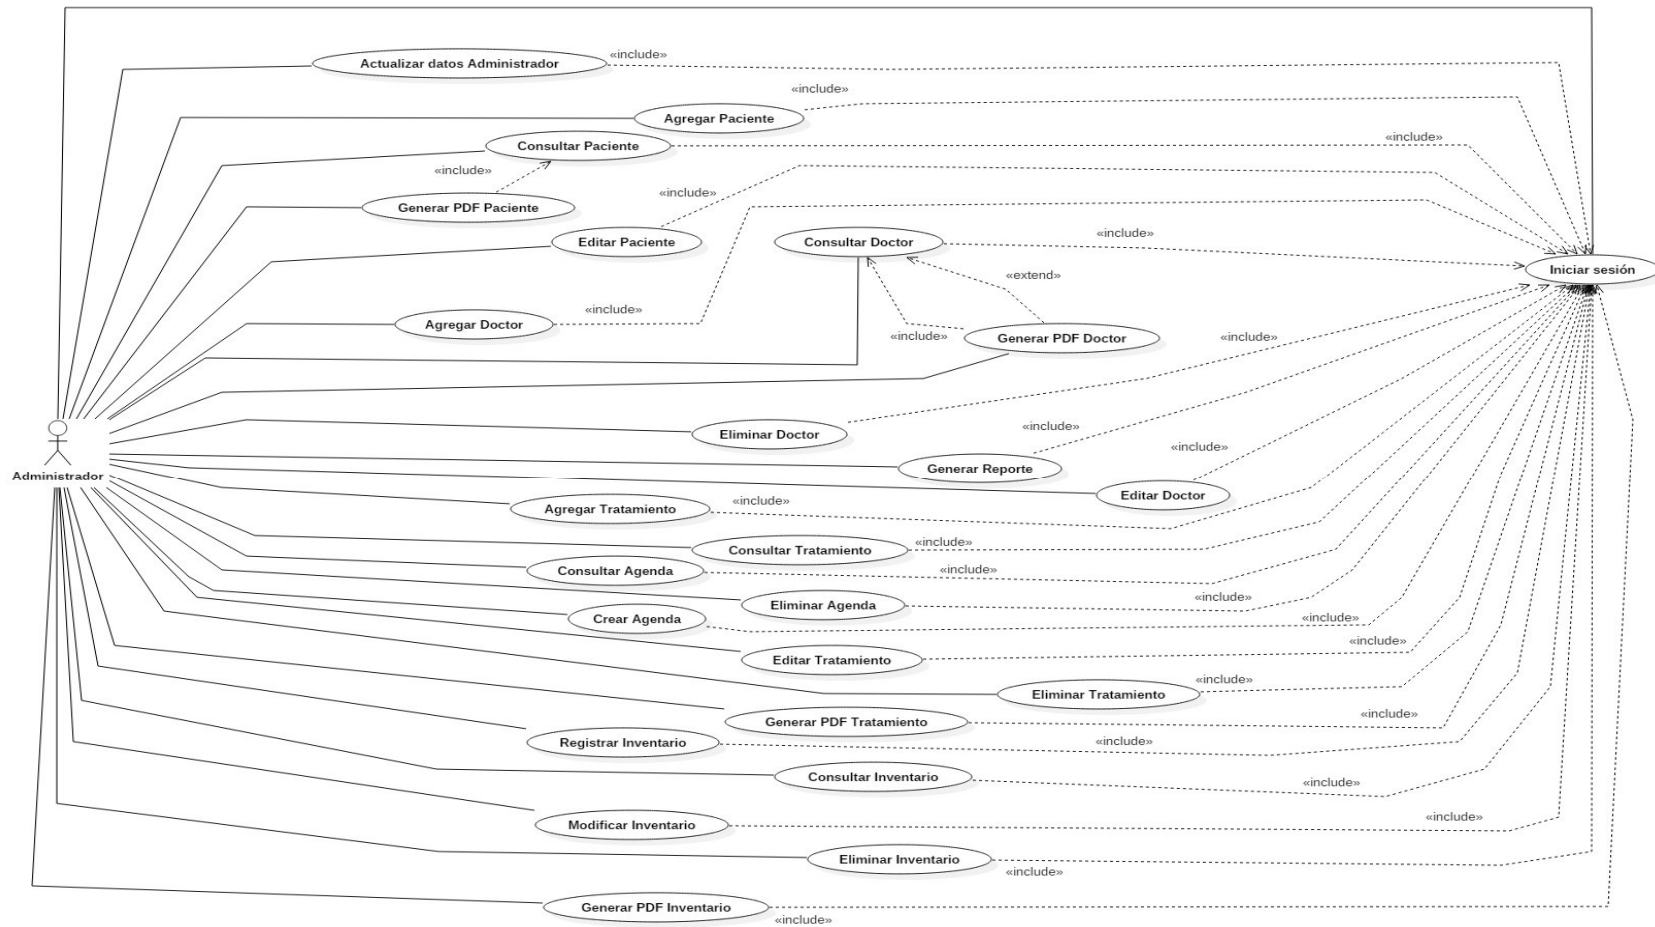 «include»
Actualizar datos Administrador
«include»
Agregar Paciente
«include»
Consultar Paciente
«include»
«include»
Generar PDF Paciente
«include»
Editar Paciente
Consultar Doctor
«include»
Iniciar sesión
«extend»
«include»
Agregar Doctor
«include»
Generar PDF Doctor
«include»
Eliminar Doctor
«include»
Generar Reporte
«include»
Editar Doctor
Administrador
Agregar Tratamiento
«include»
Consultar Tratamiento
«include»
Consultar Agenda
«include»
Eliminar Agenda
«include»
Crear Agenda
«include»
Editar Tratamiento
«include»
Eliminar Tratamiento
«include»
Generar PDF Tratamiento
«include»
Registrar Inventario
«include»
Consultar Inventario
«include»
Modificar Inventario
«include»
Eliminar Inventario
«include»
Generar PDF Inventario
«include»